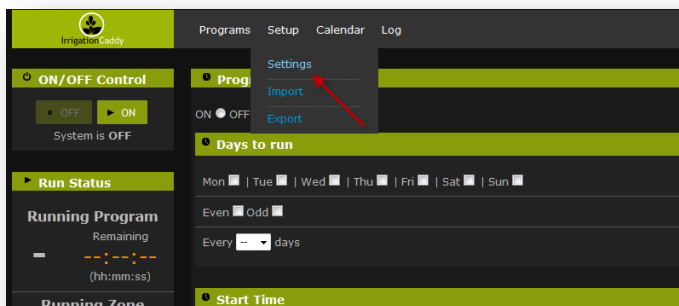 IrrigationCaddy
Programs Setup Calendar Log
Settings
Import
Export
ON/OFF Control
OFF ON
System is OFF
Run Status
Running Program
Remaining
- --:--:--
(hh:mm:ss)
Running Zone
Prog
ON OFF
Days to run
Mon | Tue | Wed | Thu | Fri | Sat | Sun
Even Odd
Every -- days
Start Time